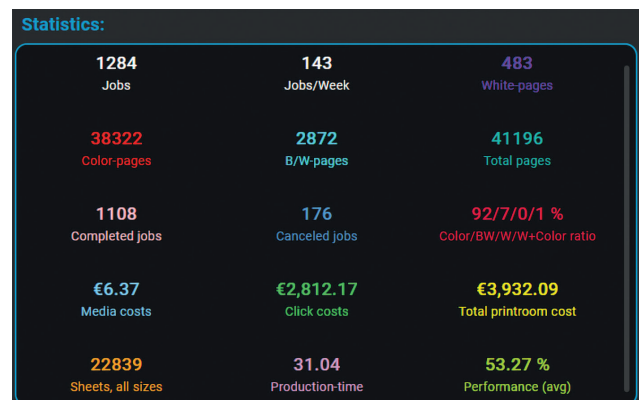 Statistics:
1284 143 483
Jobs Jobs/Week White-pages
38322 2872 41196
Color-pages B/W-pages Total pages
1108 176 92/7/0/1 %
Completed jobs Canceled jobs Color/BW/W/W+Color ratio
€6.37 €2,812.17 €3,932.09
Media costs Click costs Total printroom cost
22839 31.04 53.27 %
Sheets, all sizes Production-time Performance (avg)